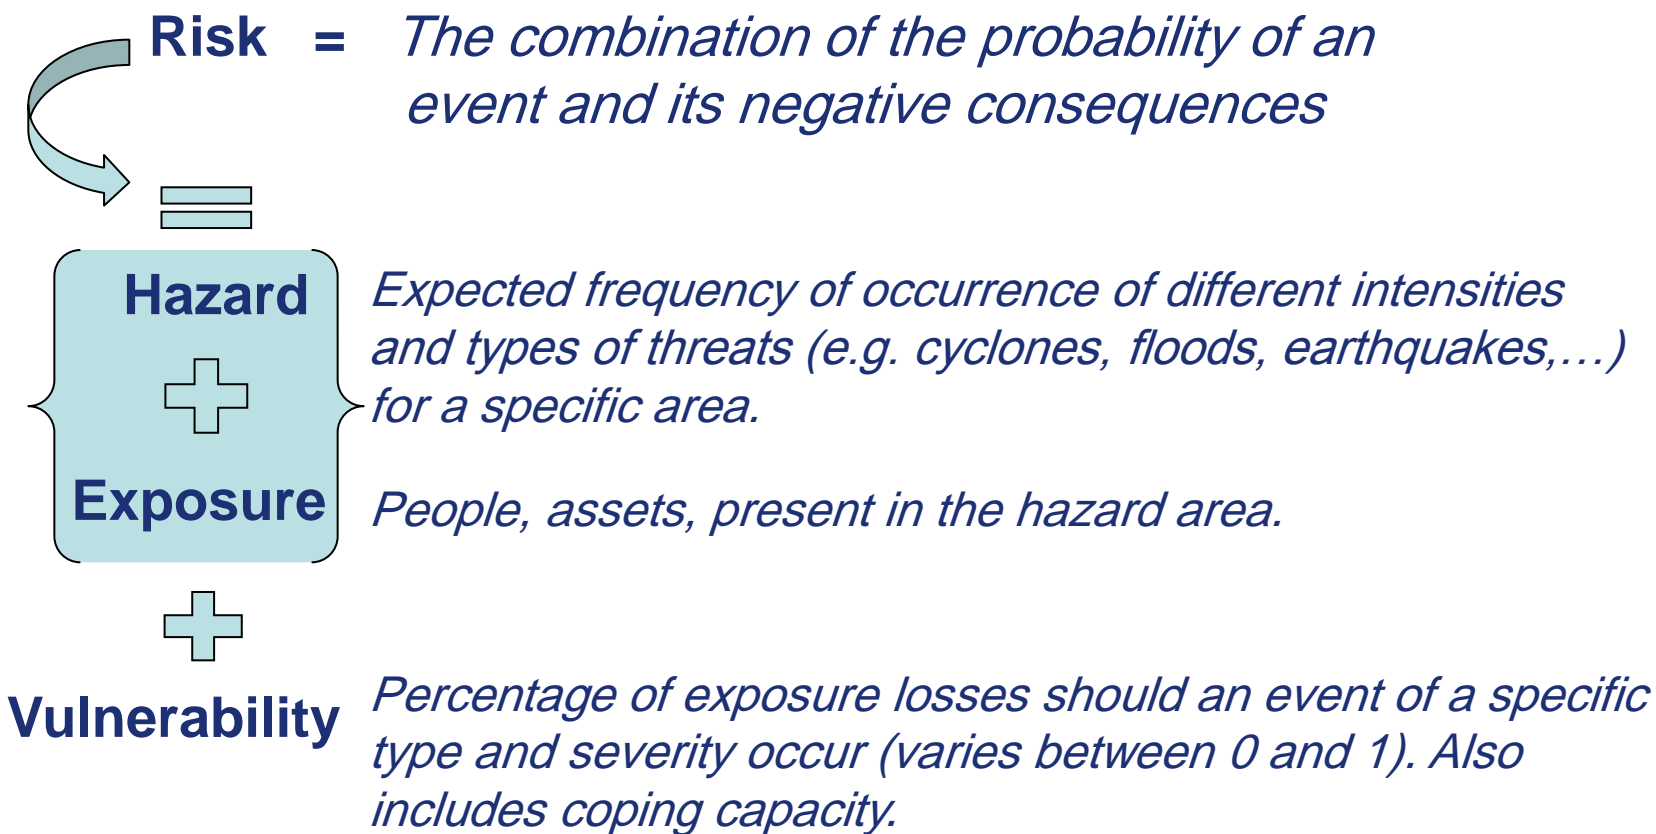 Risk = The combination of the probability of an
event and its negative consequences
Hazard
Expected frequency of occurrence of different intensities
and types of threats (e.g. cyclones, floods, earthquakes,…)
for a specific area.
Exposure
People, assets, present in the hazard area.
Vulnerability
Percentage of exposure losses should an event of a specific
type and severity occur (varies between 0 and 1). Also
includes coping capacity.